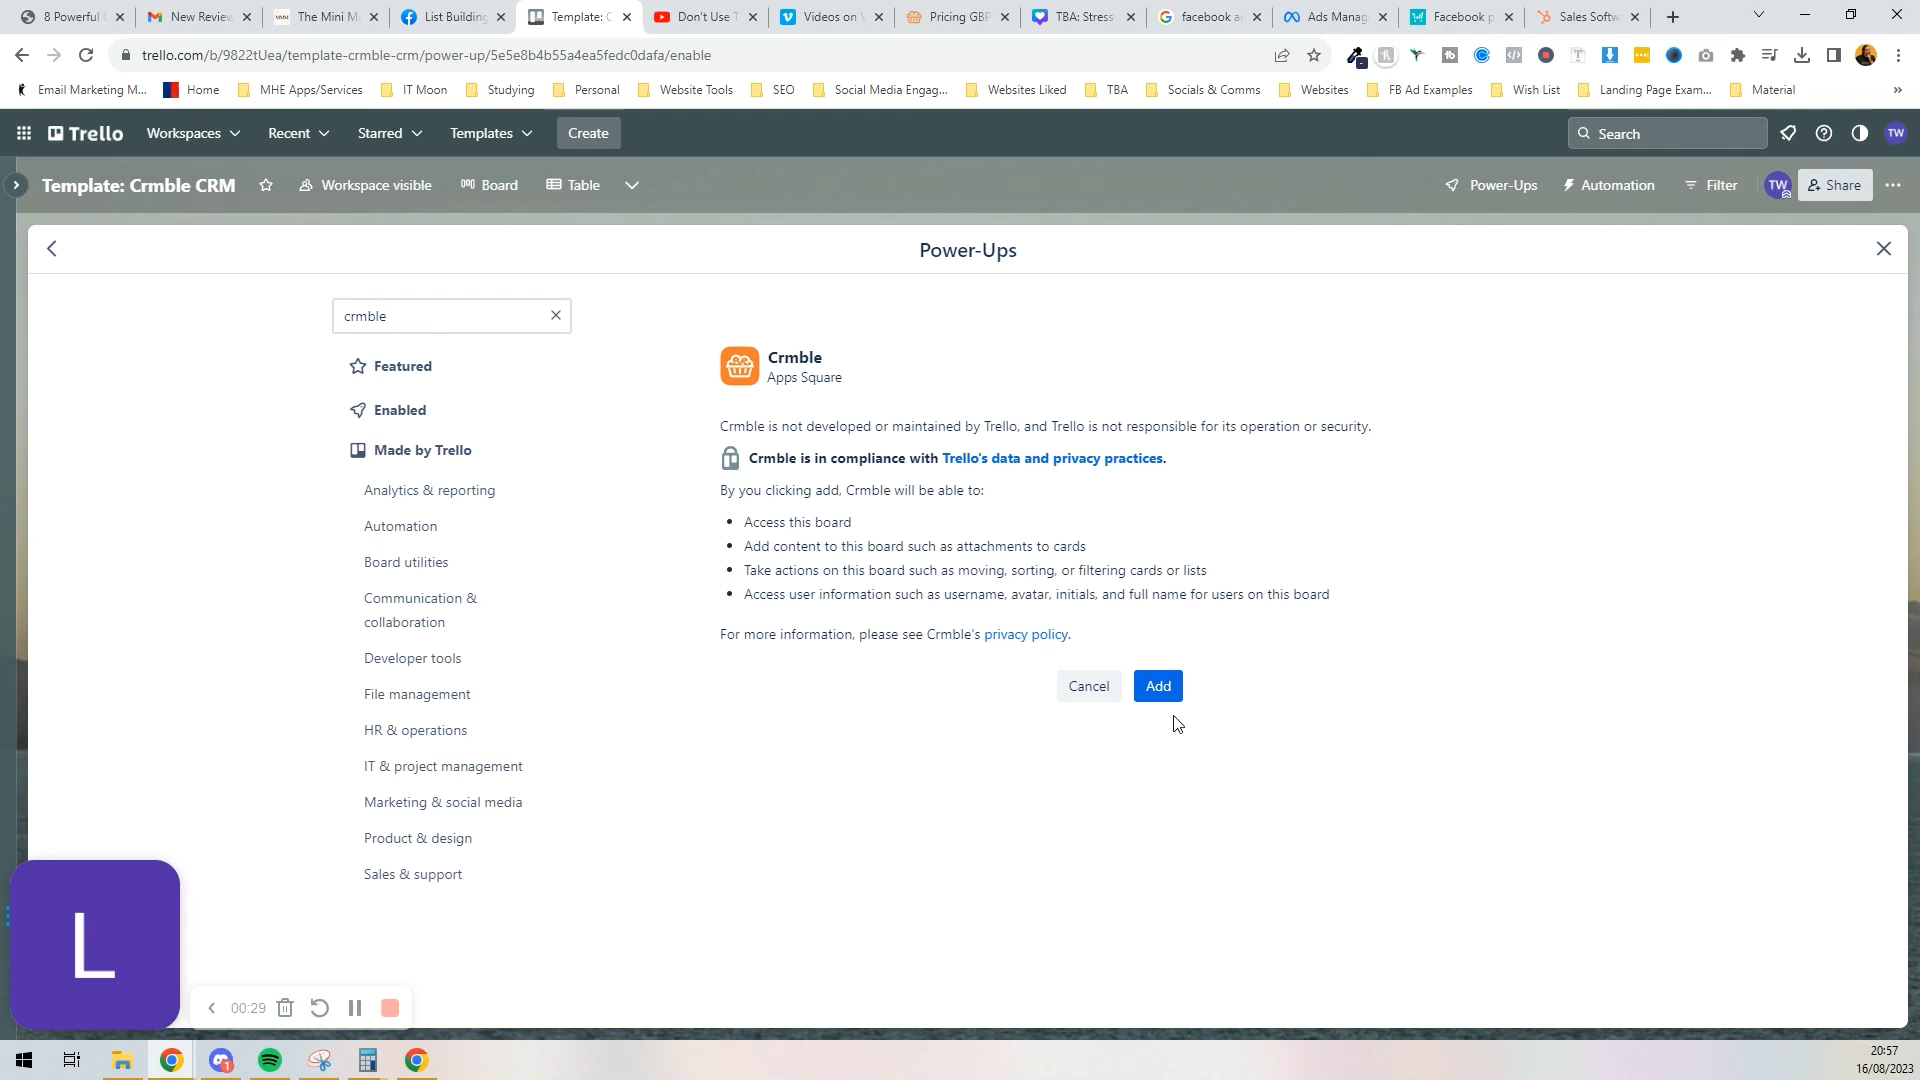 8 Powerful
New Review
The Mini M
List Building
Template: C
Don't Use T
Videos on
Pricing GBP
TBA: Stress
facebook a
Ads Manag
Facebook p
Sales Softw
trello.com/b/9822tUea/template-crmble-crm/power-up/5e5e8b4b55a4ea5fedc0dafa/enable
Email Marketing M...
Home
MHE Apps/Services
IT Moon
Studying
Personal
Website Tools
SEO
Social Media Engag...
Websites Liked
TBA
Socials & Comms
Websites
FB Ad Examples
Wish List
Landing Page Exam...
Material
Trello
Workspaces
Recent
Starred
Templates
Create
Search
TW
Template: Crmble CRM
Workspace visible
Board
Table
Power-Ups
Automation
Filter
TW
Share
Power-Ups
crmble
Featured
Enabled
Made by Trello
Analytics & reporting
Automation
Board utilities
Communication &
collaboration
Developer tools
File management
HR & operations
IT & project management
Marketing & social media
Product & design
Sales & support
Crmble
Apps Square
Crmble is not developed or maintained by Trello, and Trello is not responsible for its operation or security.
Crmble is in compliance with Trello's data and privacy practices.
By you clicking add, Crmble will be able to:
• Access this board
• Add content to this board such as attachments to cards
• Take actions on this board such as moving, sorting, or filtering cards or lists
• Access user information such as username, avatar, initials, and full name for users on this board
For more information, please see Crmble's privacy policy.
Cancel
Add
L
00:29
20:57
16/08/2023